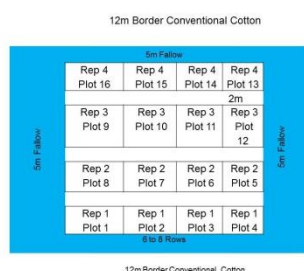 12m Border Conventional Cotton
5m Fallow
Rep 4 Rep 4 Rep 4 Rep 4
Plot 16 Plot 15 Plot 14 Plot 13
2m
Rep 3 Rep 3 Rep 3 Rep 3
Plot 9 Plot 10 Plot 11 Plot
12
5m Fallow
5m Fallow
Rep 2 Rep 2 Rep 2 Rep 2
Plot 8 Plot 7 Plot 6 Plot 5
Rep 1 Rep 1 Rep 1 Rep 1
Plot 1 Plot 2 Plot 3 Plot 4
6 to 8 Rows
12m Border Conventional Cotton